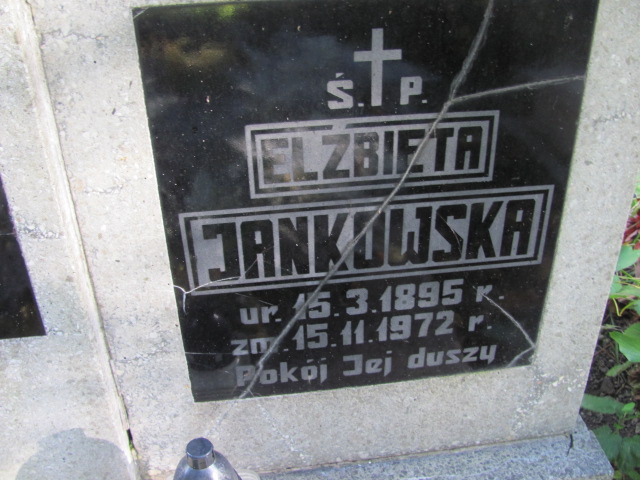 Ś. P.
ELŻBIETA
JANKOWSKA
ur. 15.3.1895 r.
zm. 15.11.1972 r.
Pokój Jej duszy